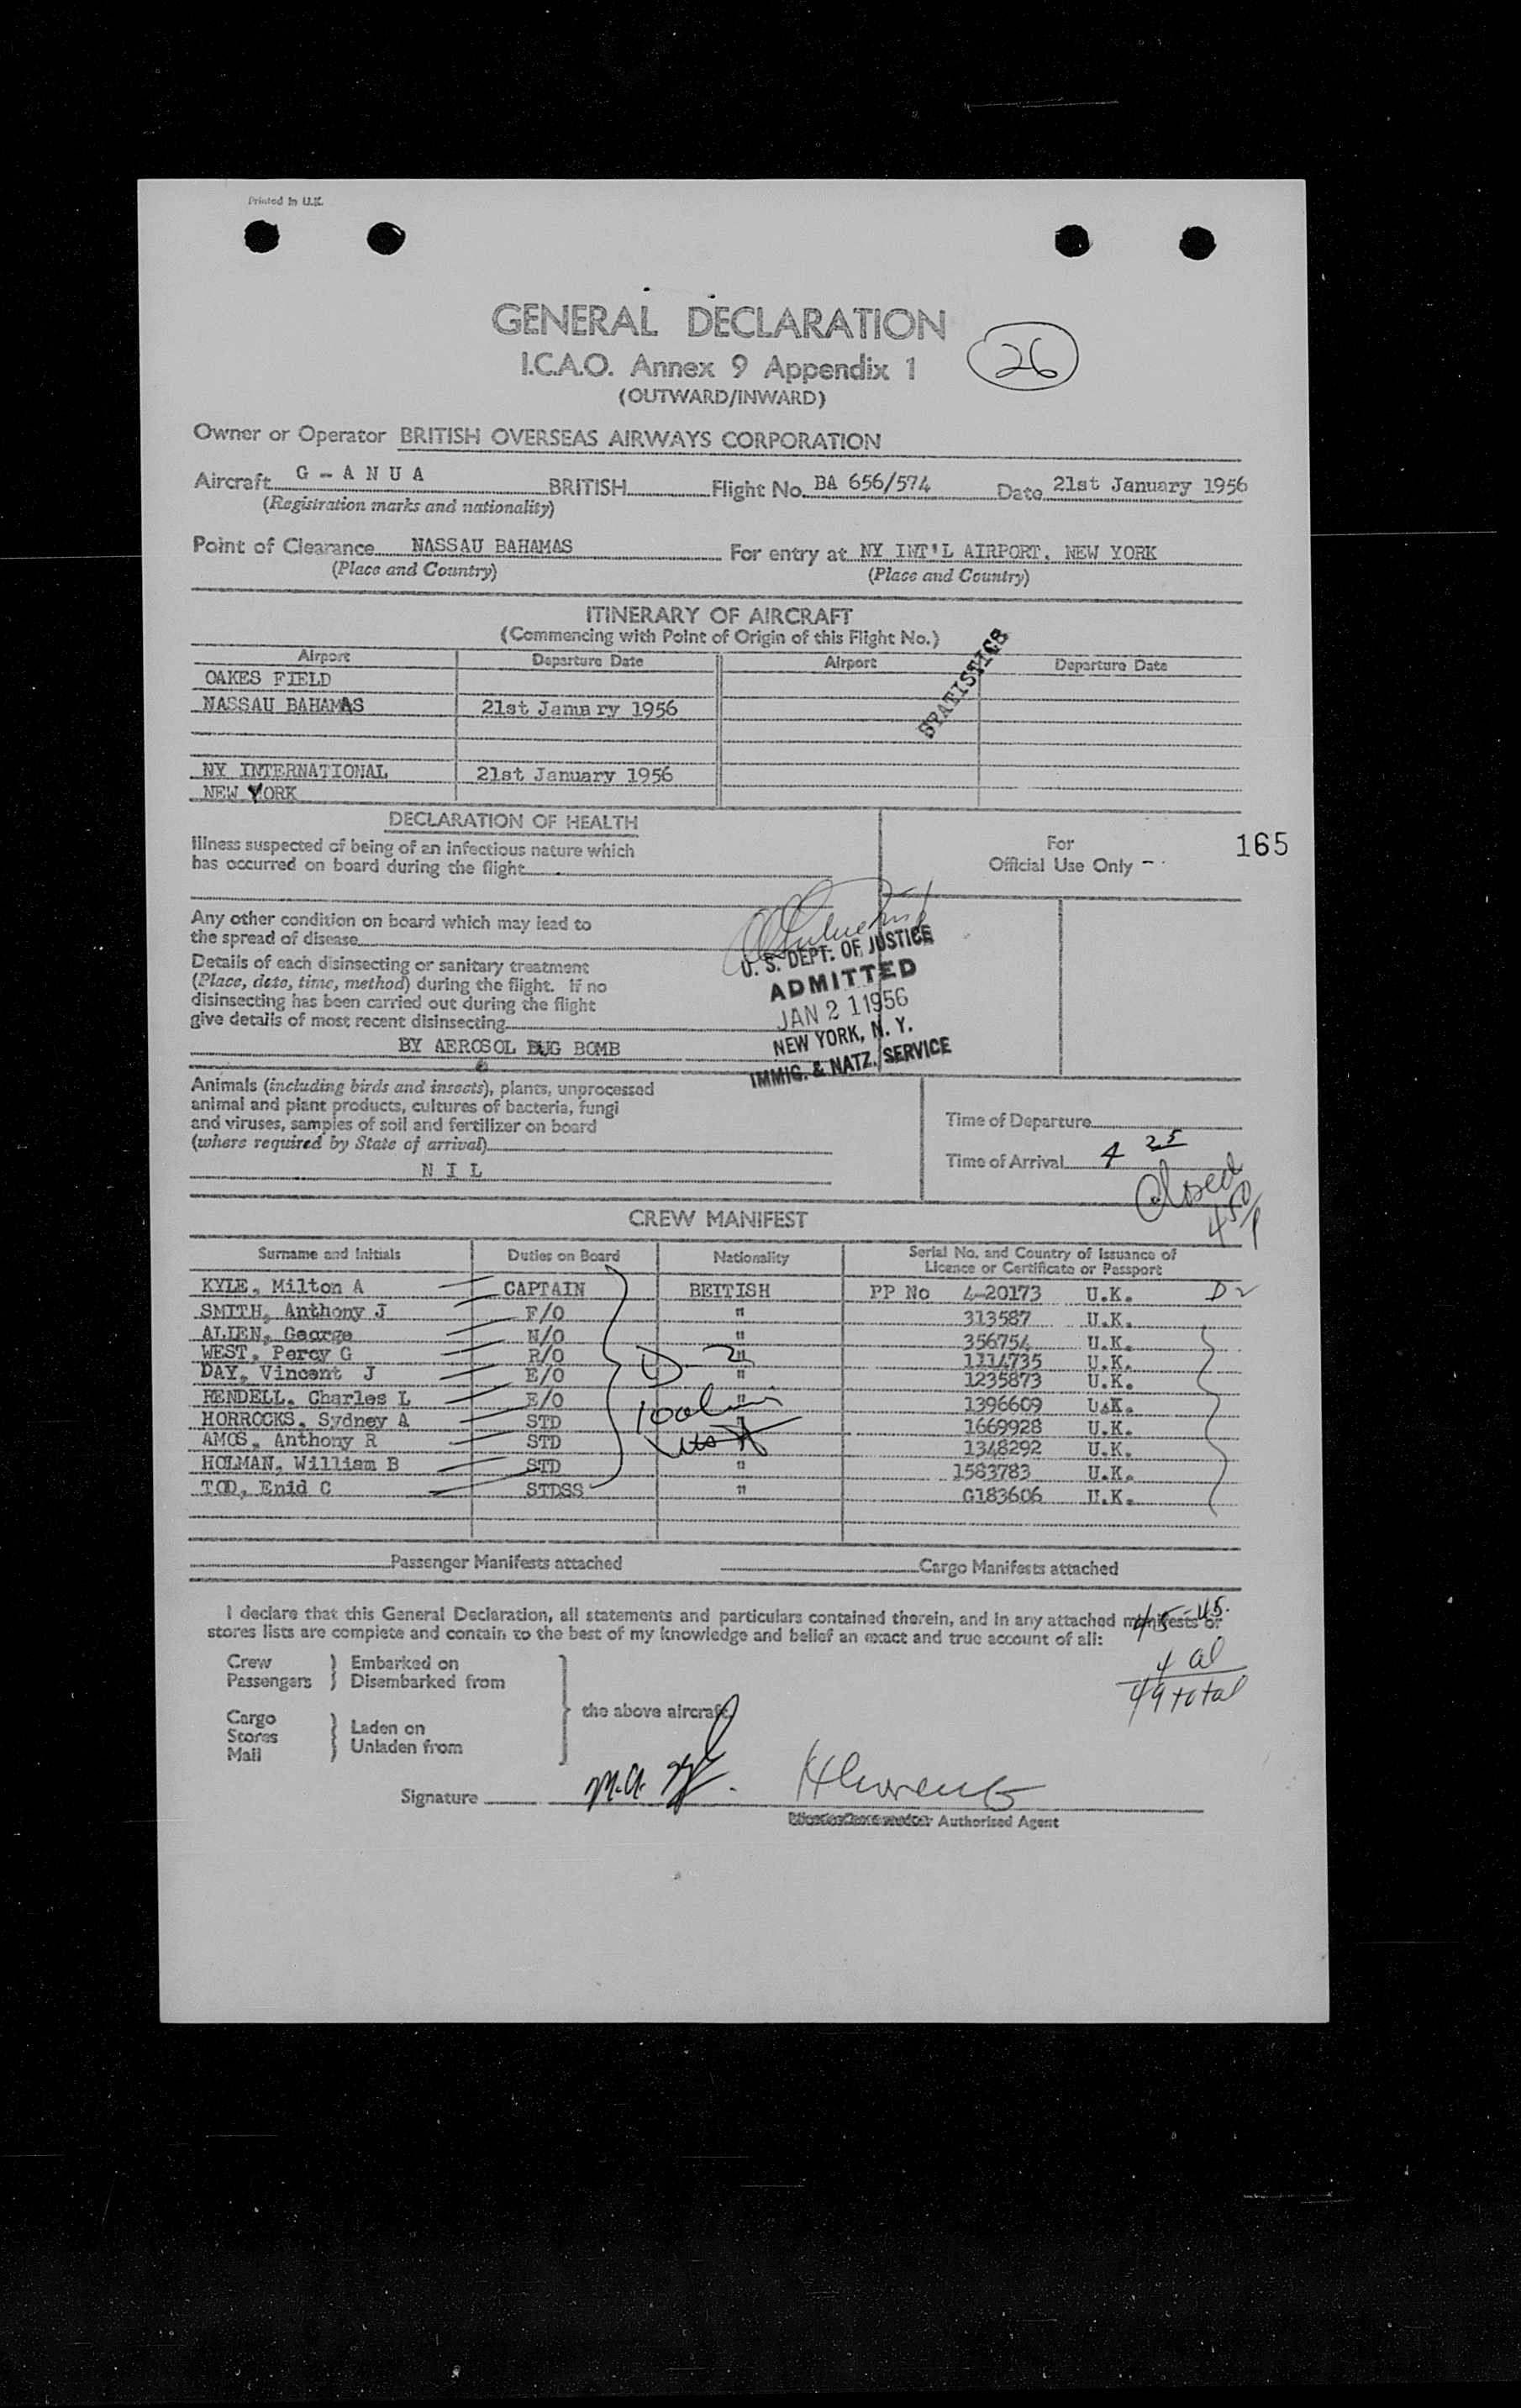 Printed in U.K.
GENERAL DECLARATION
I.C.A.O. Annex 9 Appendix 1
26
(OUTWARD/INWARD)
Owner or Operator BRITISH OVERSEAS AIRWAYS CORPORATION
Aircraft G - A N U A BRITISH Flight No. BA 656/574 Date 21st January 1956
(Registration marks and nationality)
Point of Clearance NASSAU BAHAMAS For entry at NY INT'L AIRPORT, NEW YORK
(Place and Country) (Place and Country)
ITINERARY OF AIRCRAFT
(Commencing with Point of Origin of this Flight No.)
STATISTICS
Airport Departure Date Airport Departure Date
OAKES FIELD
NASSAU BAHAMAS 21st Janua ry 1956
NY INTERNATIONAL 21st January 1956
NEW YORK
DECLARATION OF HEALTH
Illness suspected of being of an infectious nature which
has occurred on board during the flight
For
Official Use Only -
165
Any other condition on board which may lead to
the spread of disease
Details of each disinsecting or sanitary treatment
(Place, date, time, method) during the flight. If no
disinsecting has been carried out during the flight
give details of most recent disinsecting
BY AEROSOL BUG BOMB
U. S. DEPT. OF JUSTICE
ADMITTED
JAN 2 1 1956
NEW YORK, N. Y.
IMMIG. & NATZ. SERVICE
Animals (including birds and insects), plants, unprocessed
animal and plant products, cultures of bacteria, fungi
and viruses, samples of soil and fertilizer on board
(where required by State of arrival)
N I L
Time of Departure
Time of Arrival 4 25
Closed
450/P
CREW MANIFEST
Surname and Initials Duties on Board Nationality Serial No. and Country of Issuance of
Licence or Certificate or Passport
KYLE, Milton A CAPTAIN BEITISH PP No 4-20173 U.K. D2
SMITH, Anthony J F/O " 313587 U.K.
ALLEN, George N/O " 356754 U.K.
WEST, Percy G R/O " 1114735 U.K.
DAY, Vincent J E/O " 1235873 U.K.
RENDELL, Charles L E/O " 1396609 U.K.
HORROCKS, Sydney A STD " 1669928 U.K.
AMOS, Anthony R STD 1348292 U.K.
HOLMAN, William B STD " 1583783 U.K.
TOD, Enid C STDSS " G183606 U.K.
D-2
Passenger Manifests attached Cargo Manifests attached
I declare that this General Declaration, all statements and particulars contained therein, and in any attached manifests or
stores lists are complete and contain to the best of my knowledge and belief an exact and true account of all:
45-45.
4 al
49 total
Crew Embarked on
Passengers Disembarked from
the above aircraft.
Cargo
Stores Laden on
Mail Unladen from
Signature
Authorised Agent